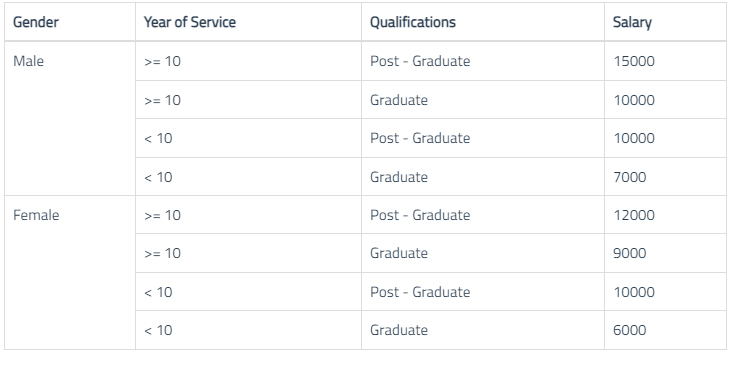 Gender Year of Service Qualifications Salary
Male >= 10 Post - Graduate 15000
>= 10 Graduate 10000
< 10 Post - Graduate 10000
< 10 Graduate 7000
Female >= 10 Post - Graduate 12000
>= 10 Graduate 9000
< 10 Post - Graduate 10000
< 10 Graduate 6000